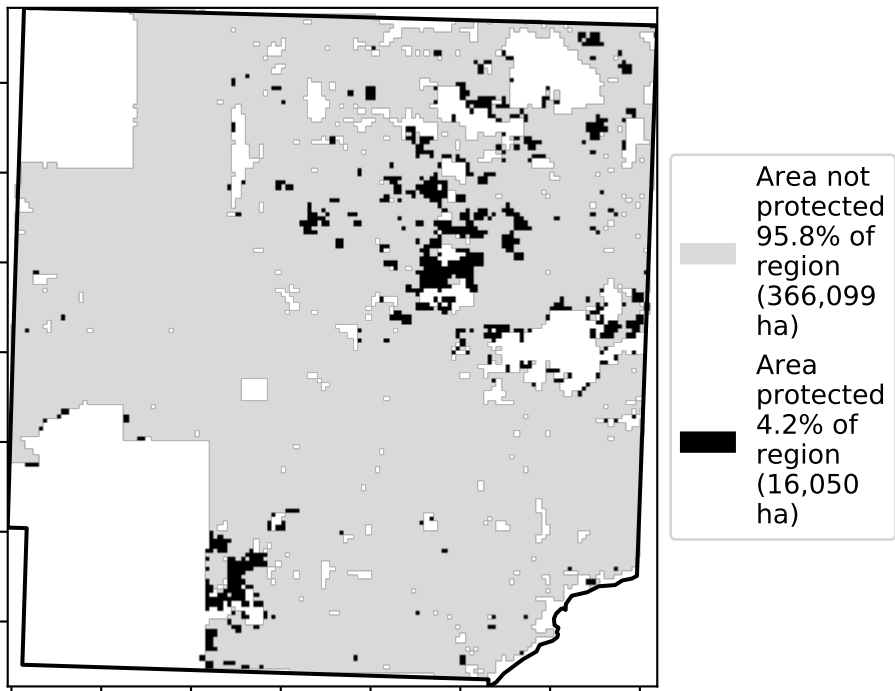 Area not
protected
95.8% of
region
(366,099
ha)
Area
protected
4.2% of
region
(16,050
ha)